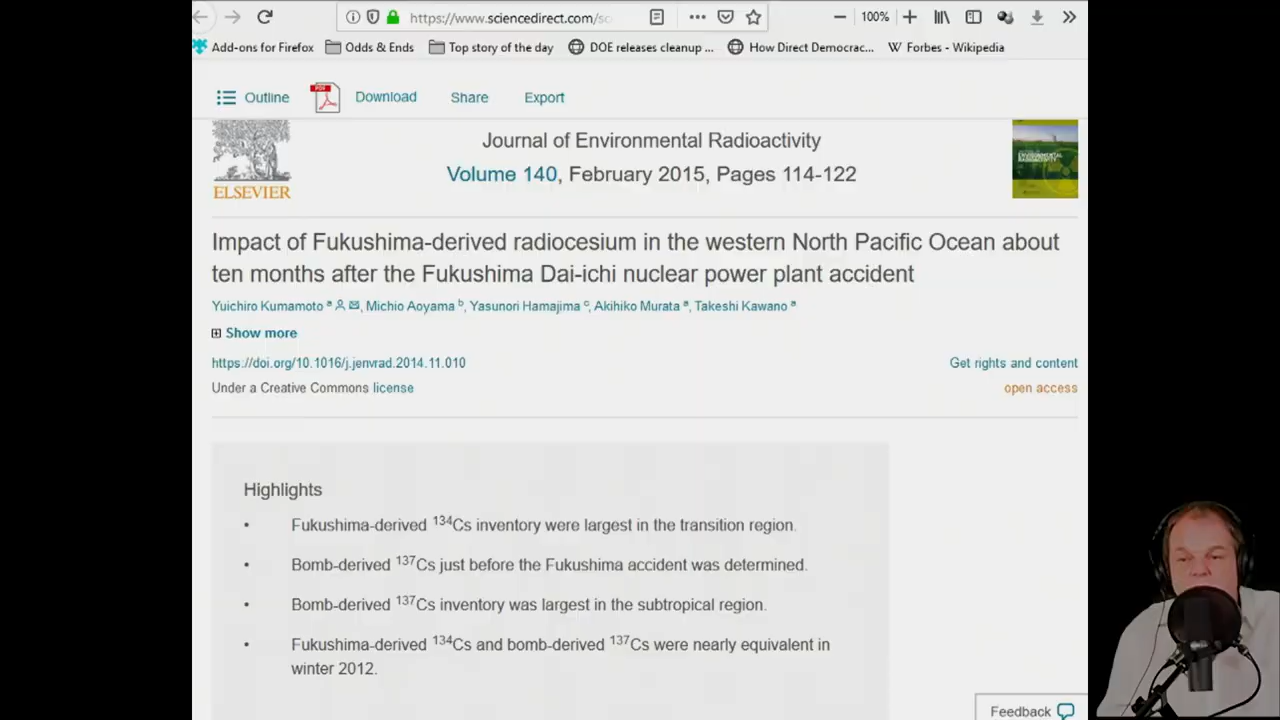 https://www.sciencedirect.com/sc
100%
Add-ons for Firefox Odds & Ends Top story of the day DOE releases cleanup ... How Direct Democrac... W Forbes - Wikipedia
Outline Download Share Export
PDF
Journal of Environmental Radioactivity
Volume 140, February 2015, Pages 114-122
ELSEVIER
Impact of Fukushima-derived radiocesium in the western North Pacific Ocean about
ten months after the Fukushima Dai-ichi nuclear power plant accident
Yuichiro Kumamoto ᵃ, Michio Aoyama ᵇ, Yasunori Hamajima ᶜ, Akihiko Murata ᵃ, Takeshi Kawano ᵃ
Show more
https://doi.org/10.1016/j.jenvrad.2014.11.010 Get rights and content
Under a Creative Commons license open access
Highlights
• Fukushima-derived ¹³⁴Cs inventory were largest in the transition region.
• Bomb-derived ¹³⁷Cs just before the Fukushima accident was determined.
• Bomb-derived ¹³⁷Cs inventory was largest in the subtropical region.
• Fukushima-derived ¹³⁴Cs and bomb-derived ¹³⁷Cs were nearly equivalent in
winter 2012.
Feedback